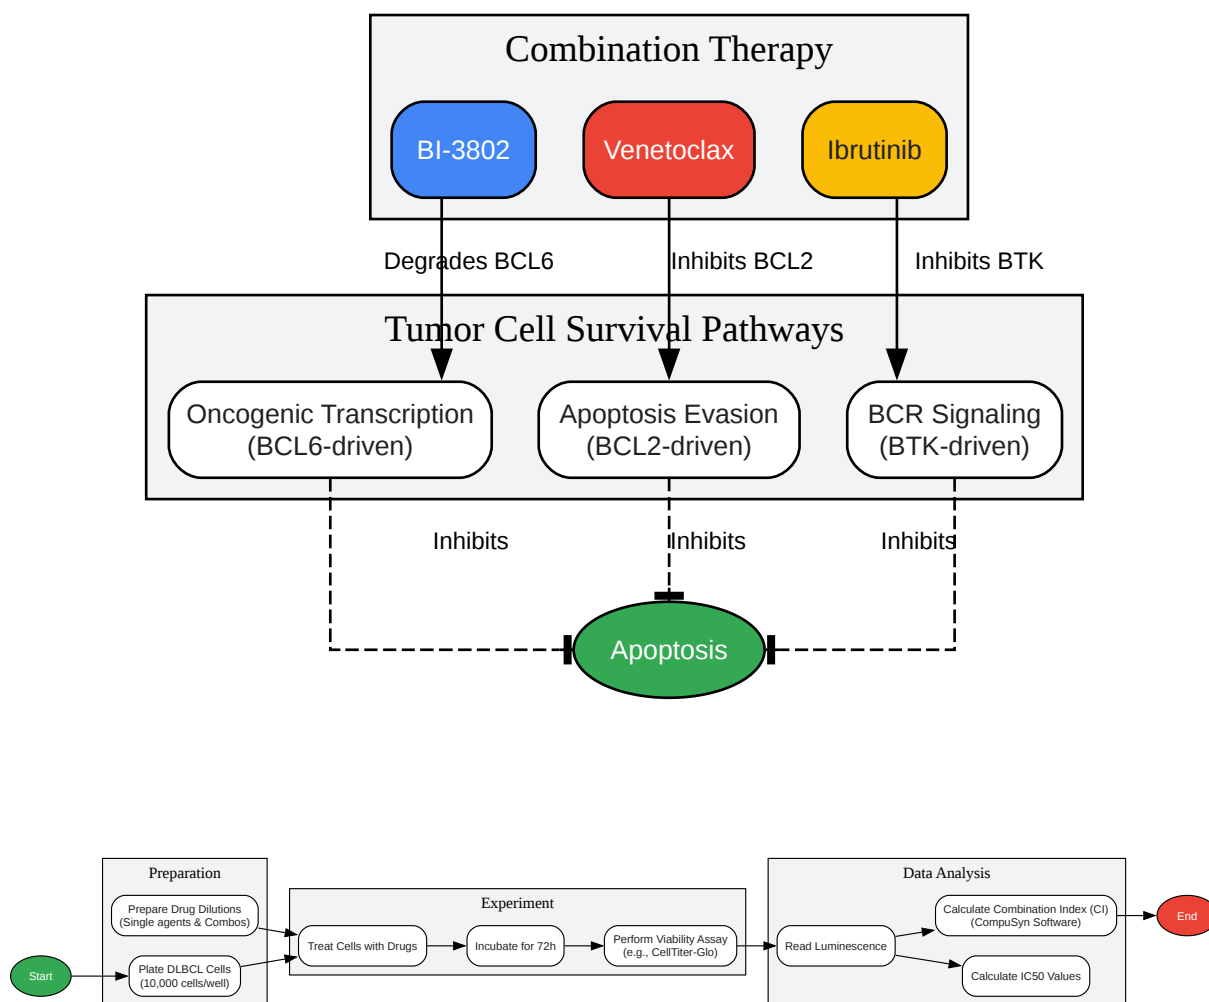 Combination Therapy
BI-3802
Venetoclax
Ibrutinib
Degrades BCL6
Inhibits BCL2
Inhibits BTK
Tumor Cell Survival Pathways
Oncogenic Transcription
(BCL6-driven)
Apoptosis Evasion
(BCL2-driven)
BCR Signaling
(BTK-driven)
Inhibits
Inhibits
Inhibits
Apoptosis
Preparation
Prepare Drug Dilutions
(Single agents & Combos)
Start
Plate DLBCL Cells
(10,000 cells/well)
Experiment
Treat Cells with Drugs
Incubate for 72h
Perform Viability Assay
(e.g., CellTiter-Glo)
Data Analysis
Read Luminescence
Calculate Combination Index (CI)
(CompuSyn Software)
Calculate IC50 Values
End